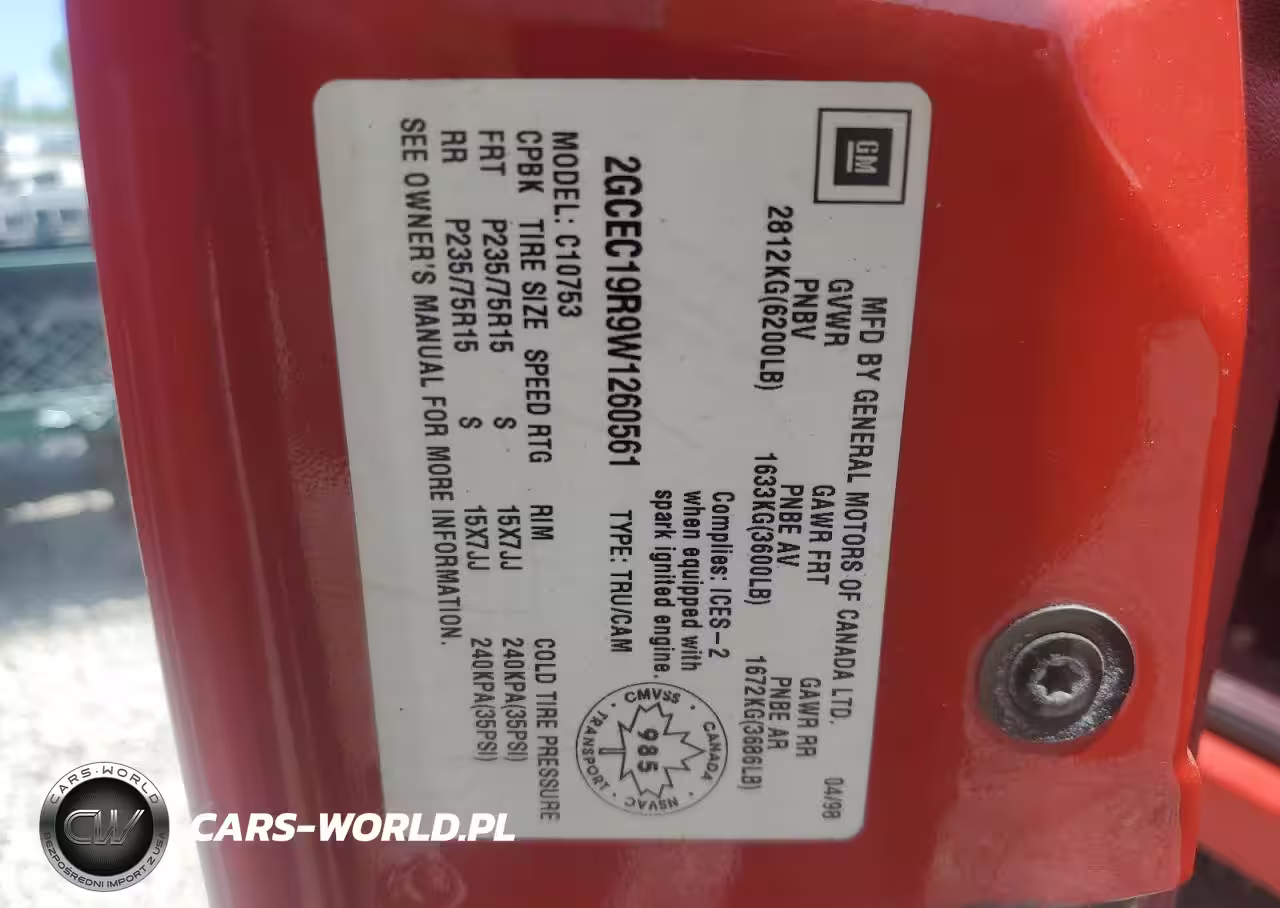 GM
MFD BY GENERAL MOTORS OF CANADA LTD. 04/98
GVWR GAWR FRT GAWR RR
PNBV PNBE AV PNBE AR
2812KG(6200LB) 1633KG(3600LB) 1672KG(3686LB)
Complies: ICES-2
when equipped with
spark ignited engine.
2GCEC19R9W1260561 TYPE: TRU/CAM
CMVSS · CANADA · NSVAC · TRANSPORT ·
985
MODEL: C10753
CPBK TIRE SIZE SPEED RTG RIM COLD TIRE PRESSURE
FRT P235/75R15 S 15X7JJ 240KPA(35PSI)
RR P235/75R15 S 15X7JJ 240KPA(35PSI)
SEE OWNER'S MANUAL FOR MORE INFORMATION.
CARS-WORLD
CW
BEZPOŚREDNI IMPORT Z USA
CARS-WORLD.PL